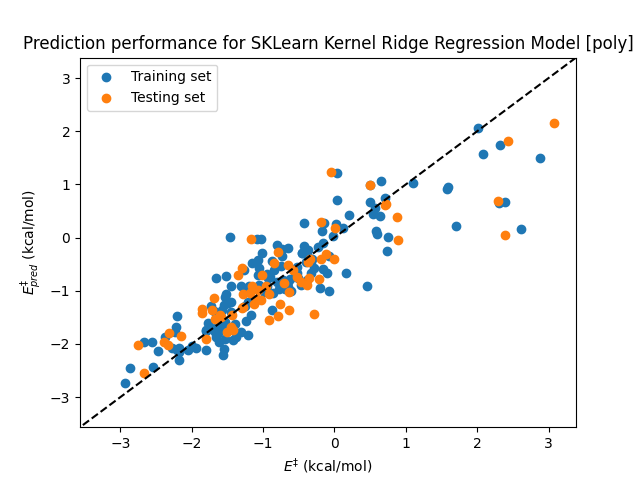 Prediction performance for SKLearn Kernel Ridge Regression Model [poly]
Training set
Testing set
3
2
1
0
−1
−2
−3
E‡pred (kcal/mol)
−3 −2 −1 0 1 2 3
E‡ (kcal/mol)